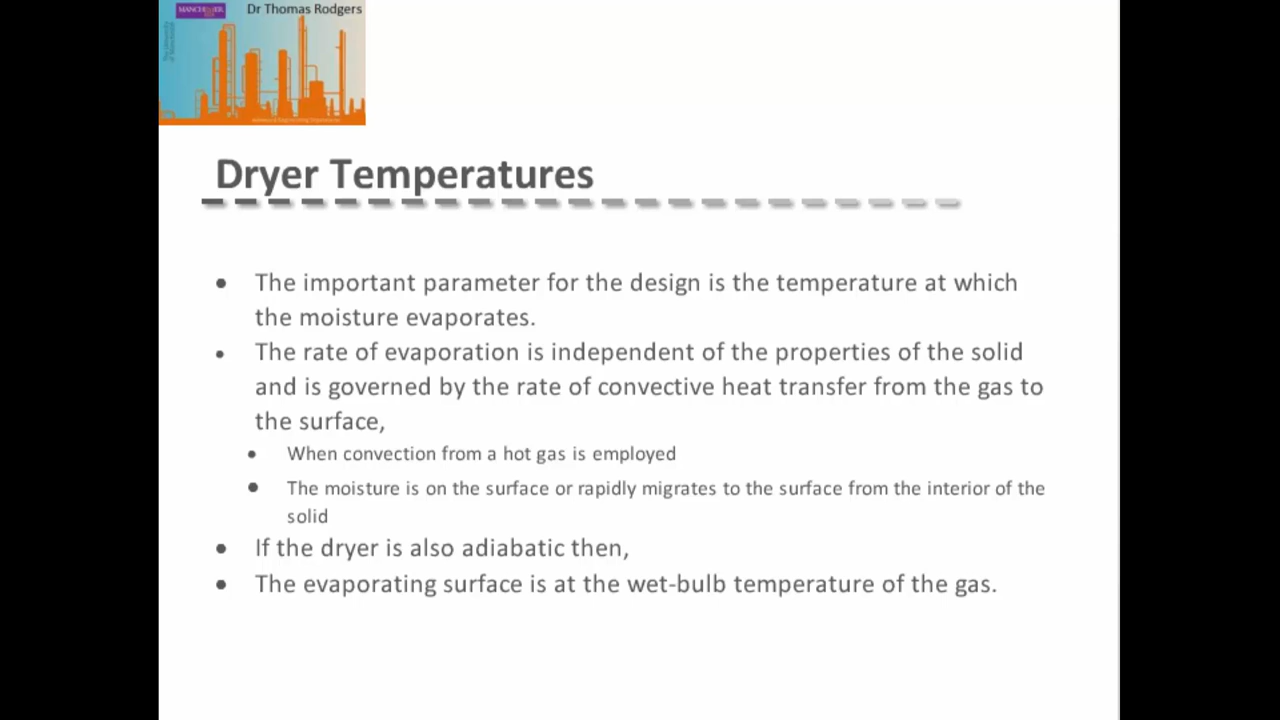 MANCHESTER
Dr Thomas Rodgers
Dryer Temperatures
• The important parameter for the design is the temperature at which
the moisture evaporates.
• The rate of evaporation is independent of the properties of the solid
and is governed by the rate of convective heat transfer from the gas to
the surface,
• When convection from a hot gas is employed
• The moisture is on the surface or rapidly migrates to the surface from the interior of the
solid
• If the dryer is also adiabatic then,
• The evaporating surface is at the wet-bulb temperature of the gas.